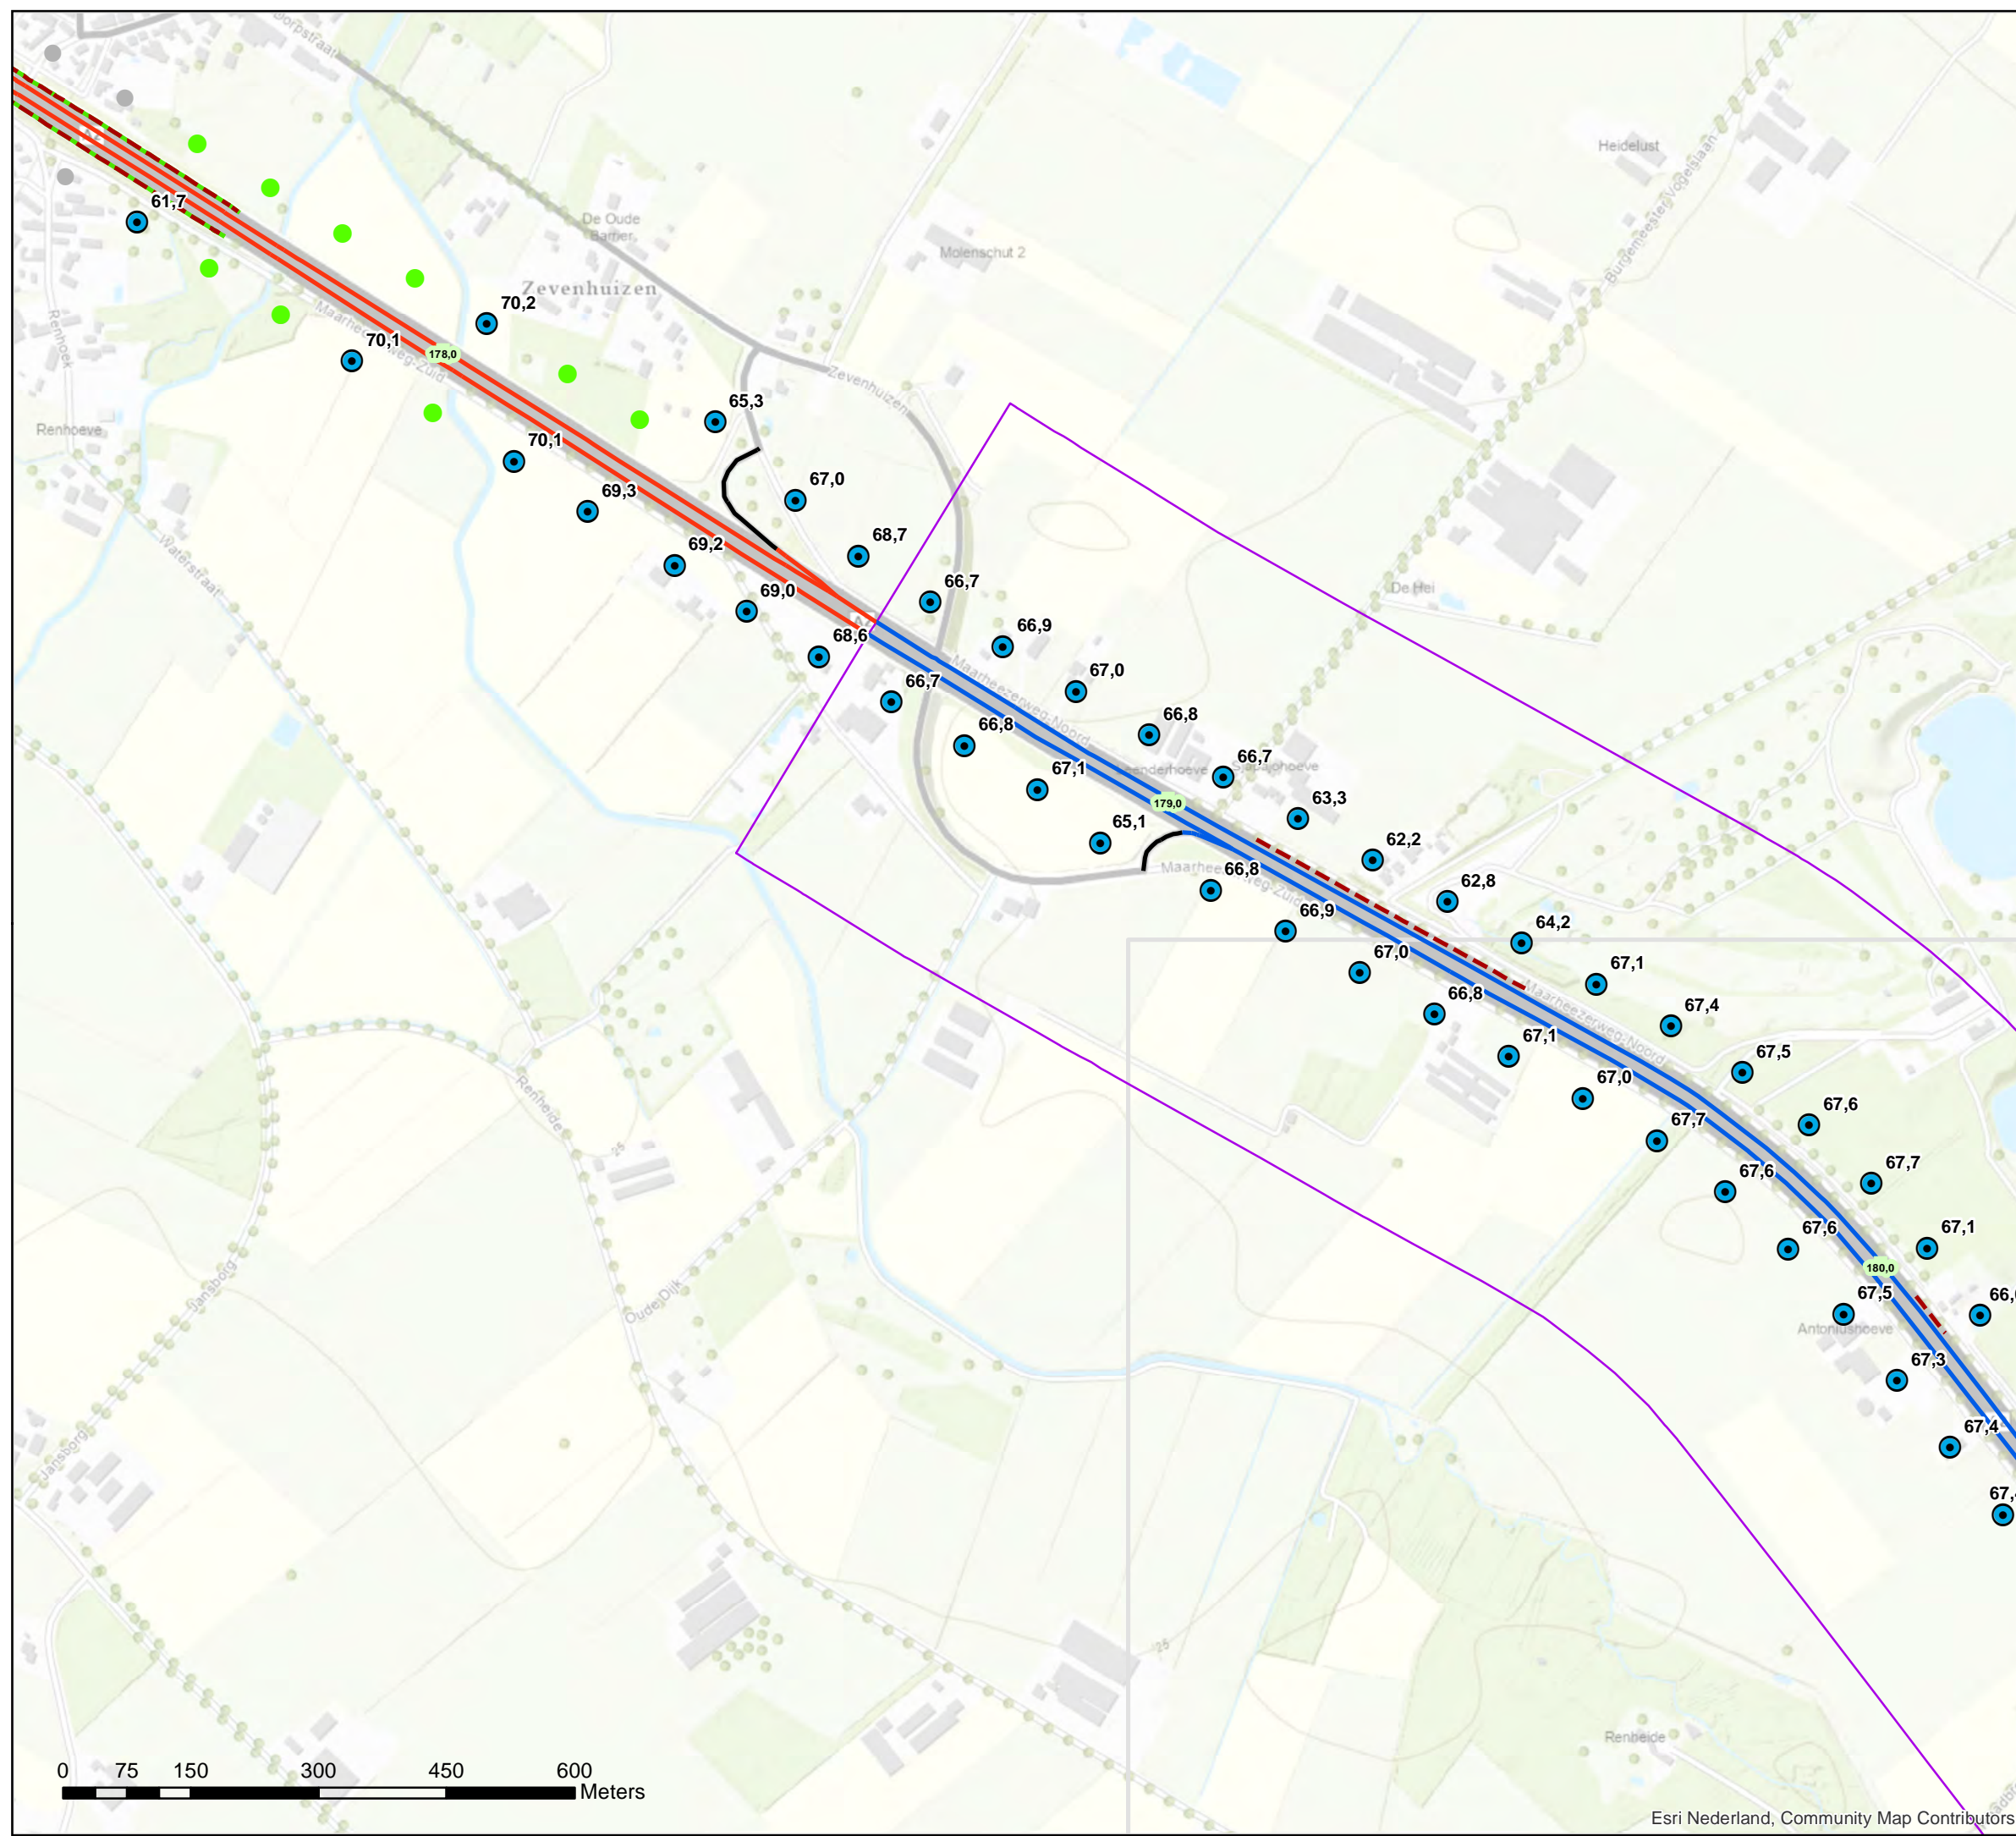 Dorpstraat
61,7
Heidelust
Burgemeester Vogelslaan
De Oude
Barrier
Molenschut 2
Zevenhuizen
70,2
70,1
178,0
Renhoek
Zevenhuizen
65,3
Renhoeve
70,1
67,0
69,3
68,7
69,2
Waterstraat
69,0
66,7
De Hei
66,9
68,6
Maarheezerweg-Noord
67,0
66,7
66,8
66,8
66,7
67,1
179,0
63,3
65,1
62,2
66,8
62,8
66,9
64,2
67,0
67,1
Maarheezerweg-Noord
66,8
67,4
67,1
67,5
Renheide
67,0
67,6
67,7
25
67,6
67,7
67,6
67,1
180,0
Jansborg
Oude Dijk
67,5
Antoniushoeve
67,3
67,4
Jansborg
25
Renheide
0 75 150 300 450 600
Meters
Esri Nederland, Community Map Contributors